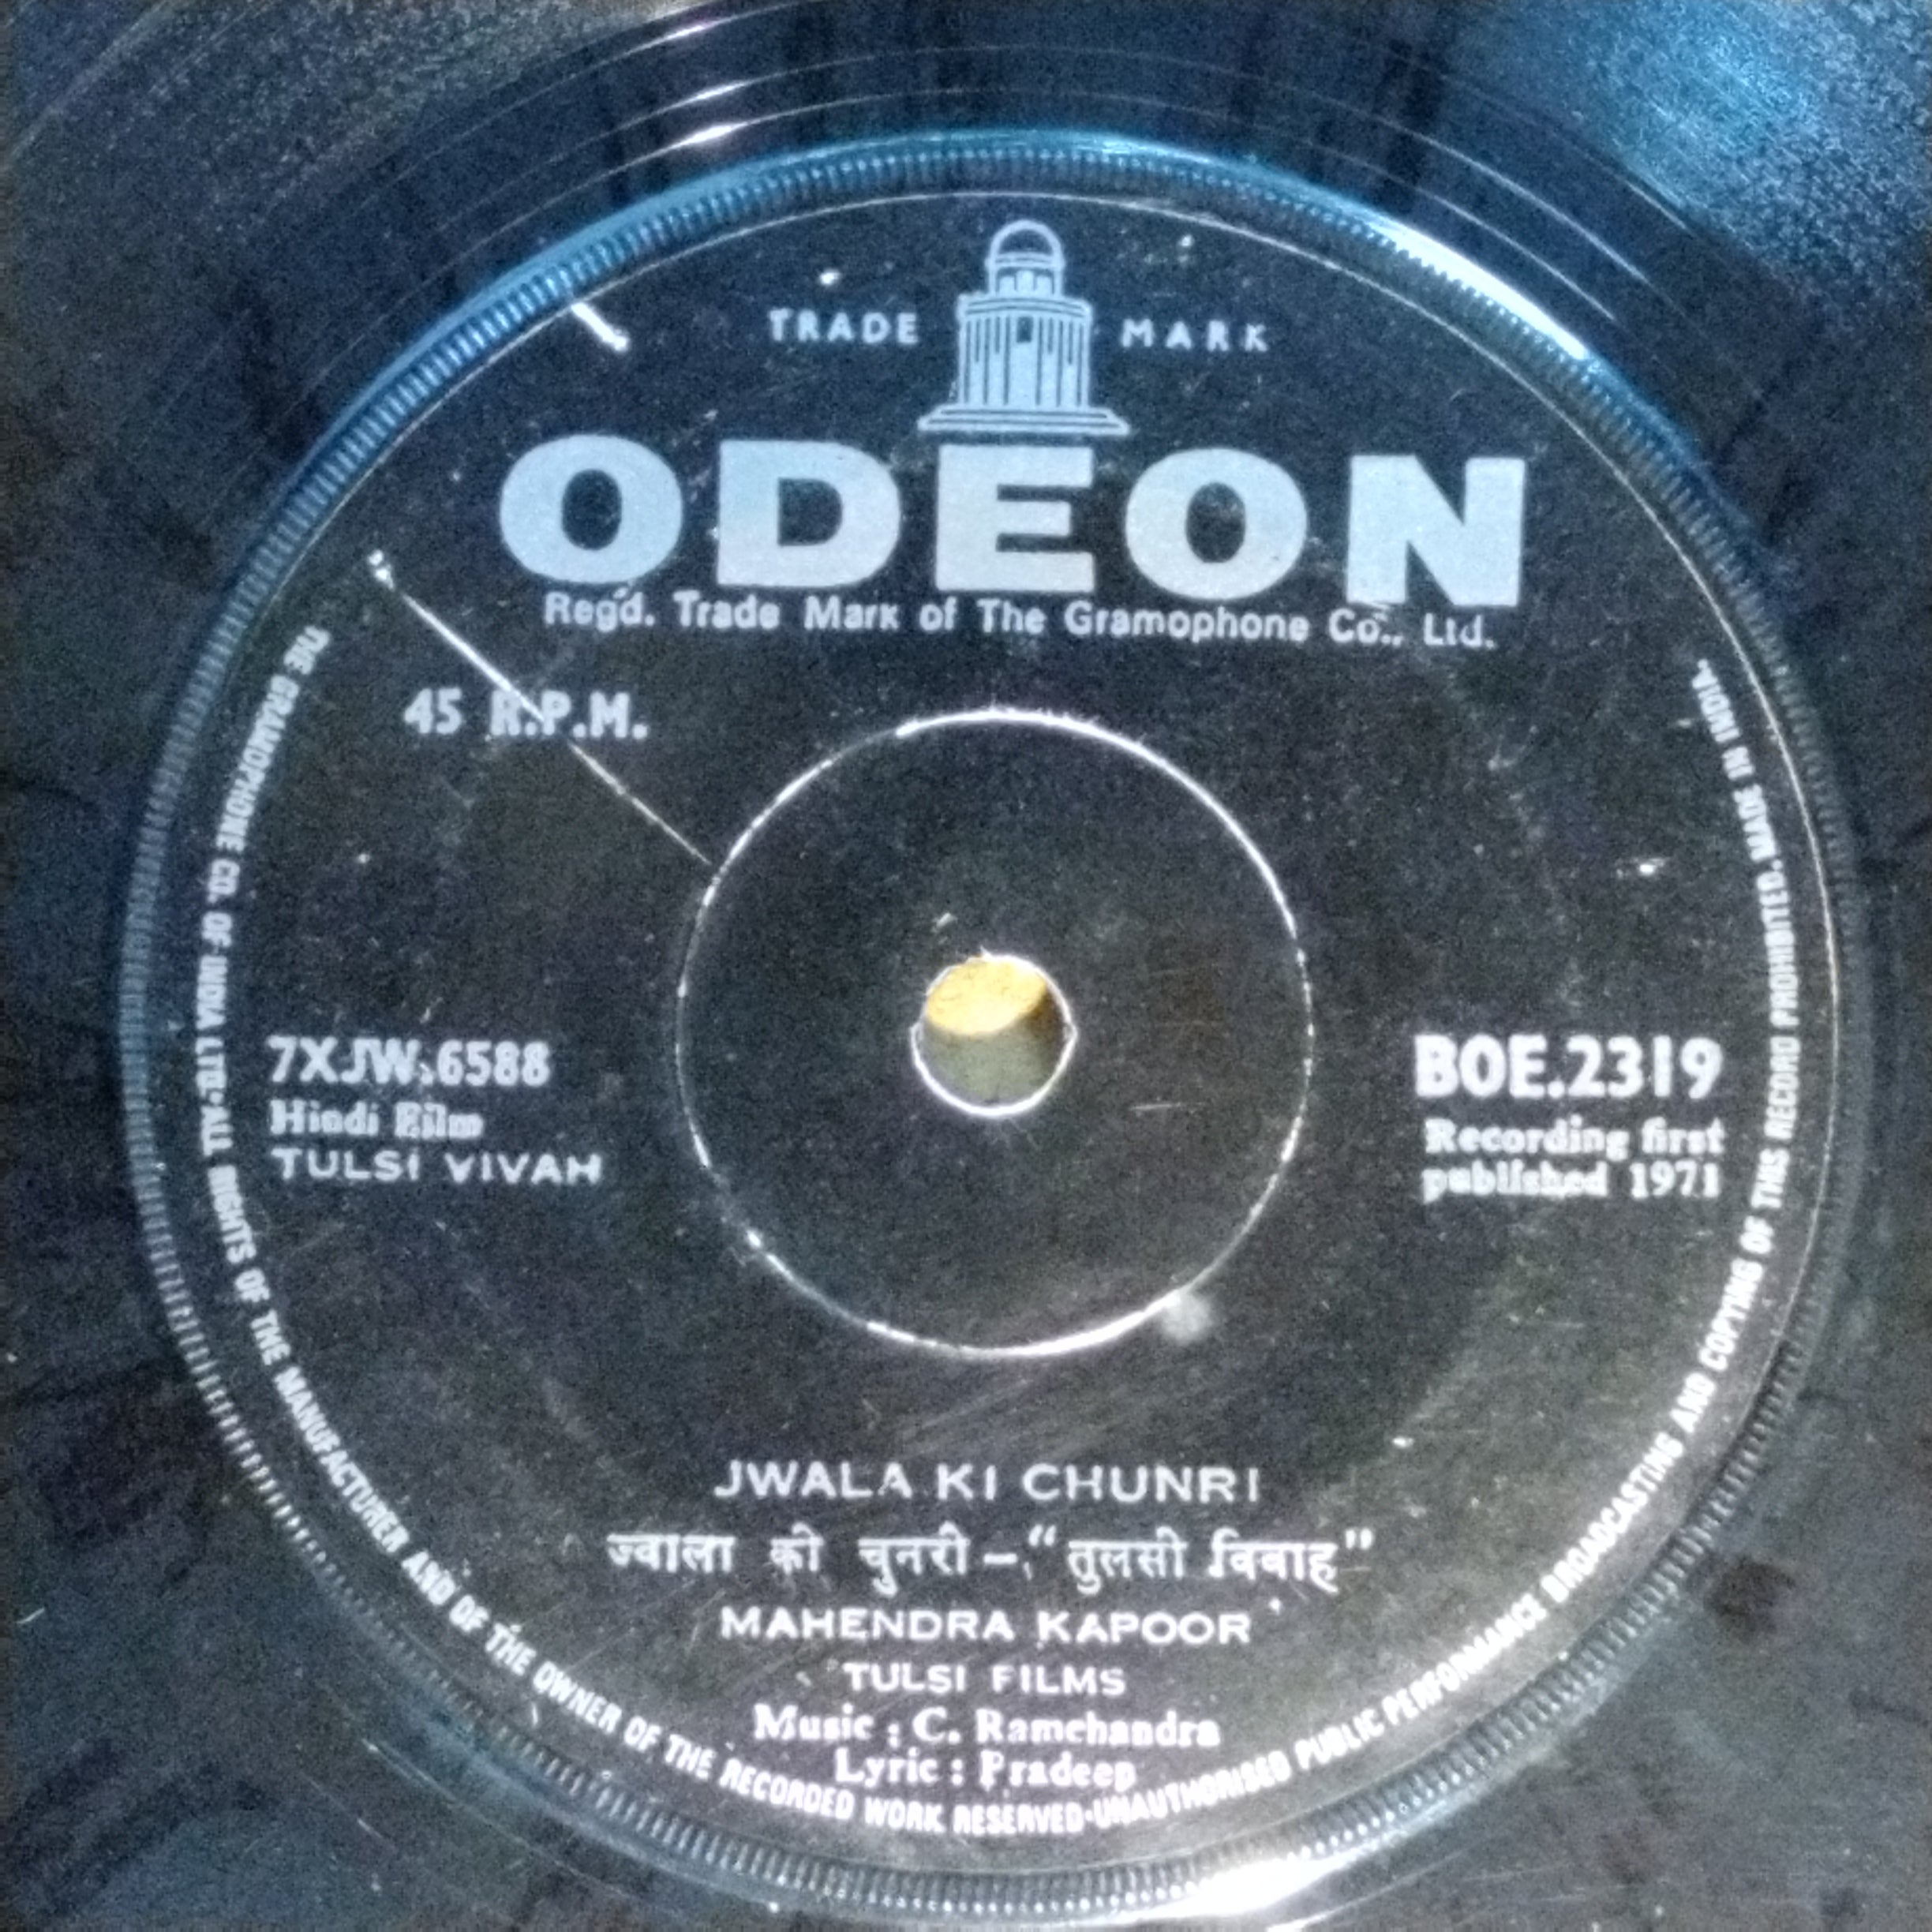 TRADE MARK
ODEON
Reg'd. Trade Mark of The Gramophone Co., Ltd.
45 R.P.M.
7XJW.6588
Hindi Film
TULSI VIVAH
BOE.2319
Recording first
published 1971
JWALA KI CHUNRI
ज्वाला की चुनरी – "तुलसी विवाह"
MAHENDRA KAPOOR
TULSI FILMS
Music : C. Ramchandra
Lyric : Pradeep
THE GRAMOPHONE CO. OF INDIA LTD·ALL RIGHTS OF THE MANUFACTURER AND OF THE OWNER OF THE RECORDED WORK RESERVED·UNAUTHORISED PUBLIC PERFORMANCE BROADCASTING AND COPYING OF THIS RECORD PROHIBITED. MADE IN INDIA.